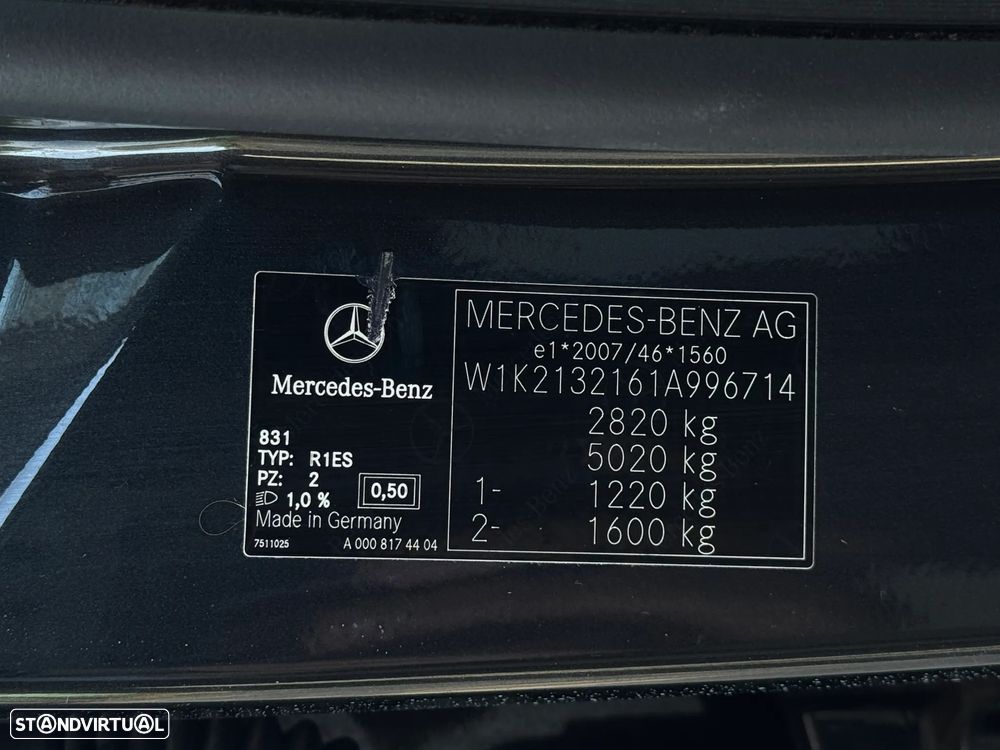 Mercedes-Benz
831
TYP: R1ES
PZ: 2
1,0 % 0,50
Made in Germany
7511025 A 000 817 44 04
MERCEDES-BENZ AG
e1*2007/46*1560
W1K2132161A996714
2820 kg
5020 kg
1- 1220 kg
2- 1600 kg
STANDVIRTUAL